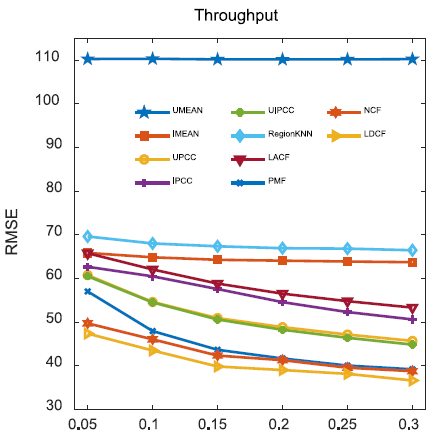 Throughput
110
100
90
80
70
60
50
40
30
RMSE
UMEAN UIPCC NCF
IMEAN RegionKNN LDCF
UPCC LACF
IPCC PMF
0.05 0.1 0.15 0.2 0.25 0.3